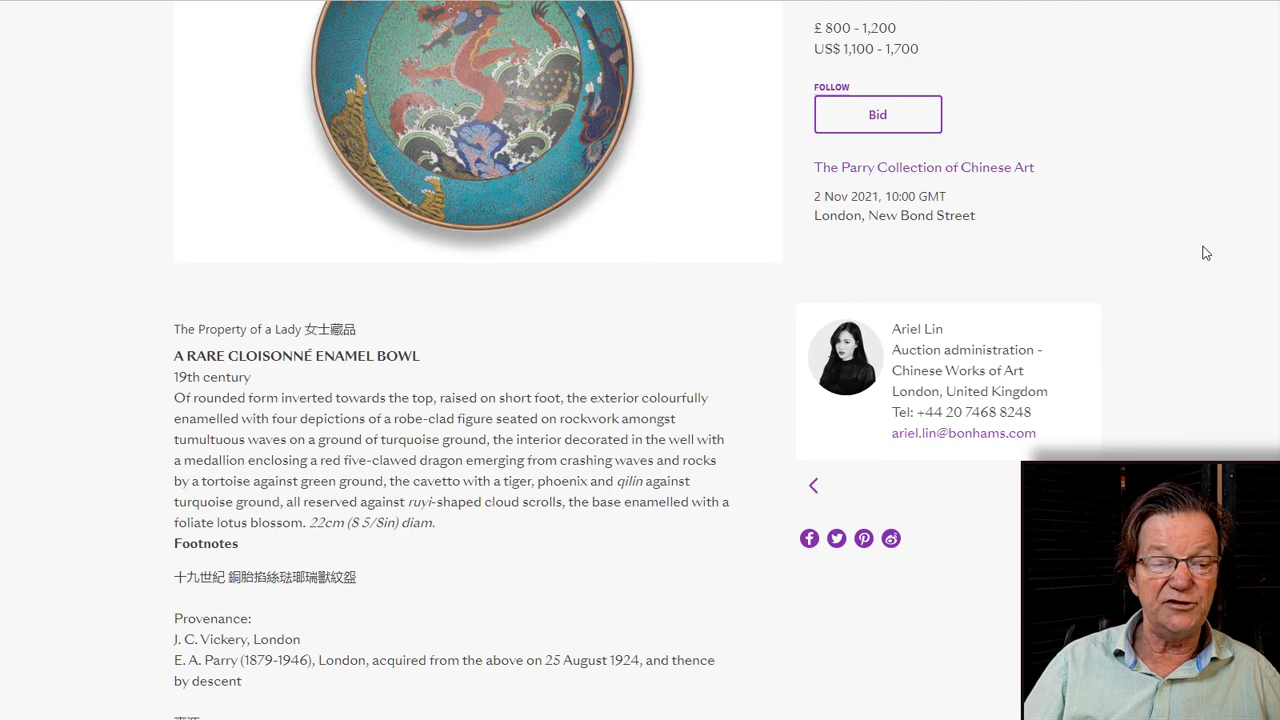 £ 800 - 1,200
US$ 1,100 - 1,700
FOLLOW
Bid
The Parry Collection of Chinese Art
2 Nov 2021, 10:00 GMT
London, New Bond Street
The Property of a Lady 女士藏品
A RARE CLOISONNÉ ENAMEL BOWL
19th century
Of rounded form inverted towards the top, raised on short foot, the exterior colourfully
enamelled with four depictions of a robe-clad figure seated on rockwork amongst
tumultuous waves on a ground of turquoise ground, the interior decorated in the well with
a medallion enclosing a red five-clawed dragon emerging from crashing waves and rocks
by a tortoise against green ground, the cavetto with a tiger, phoenix and qilin against
turquoise ground, all reserved against ruyi-shaped cloud scrolls, the base enamelled with a
foliate lotus blossom. 22cm (8 5/8in) diam.
Footnotes
十九世紀 銅胎掐絲琺瑯瑞獸紋盌
Provenance:
J. C. Vickery, London
E. A. Parry (1879-1946), London, acquired from the above on 25 August 1924, and thence
by descent
Ariel Lin
Auction administration -
Chinese Works of Art
London, United Kingdom
Tel: +44 20 7468 8248
ariel.lin@bonhams.com